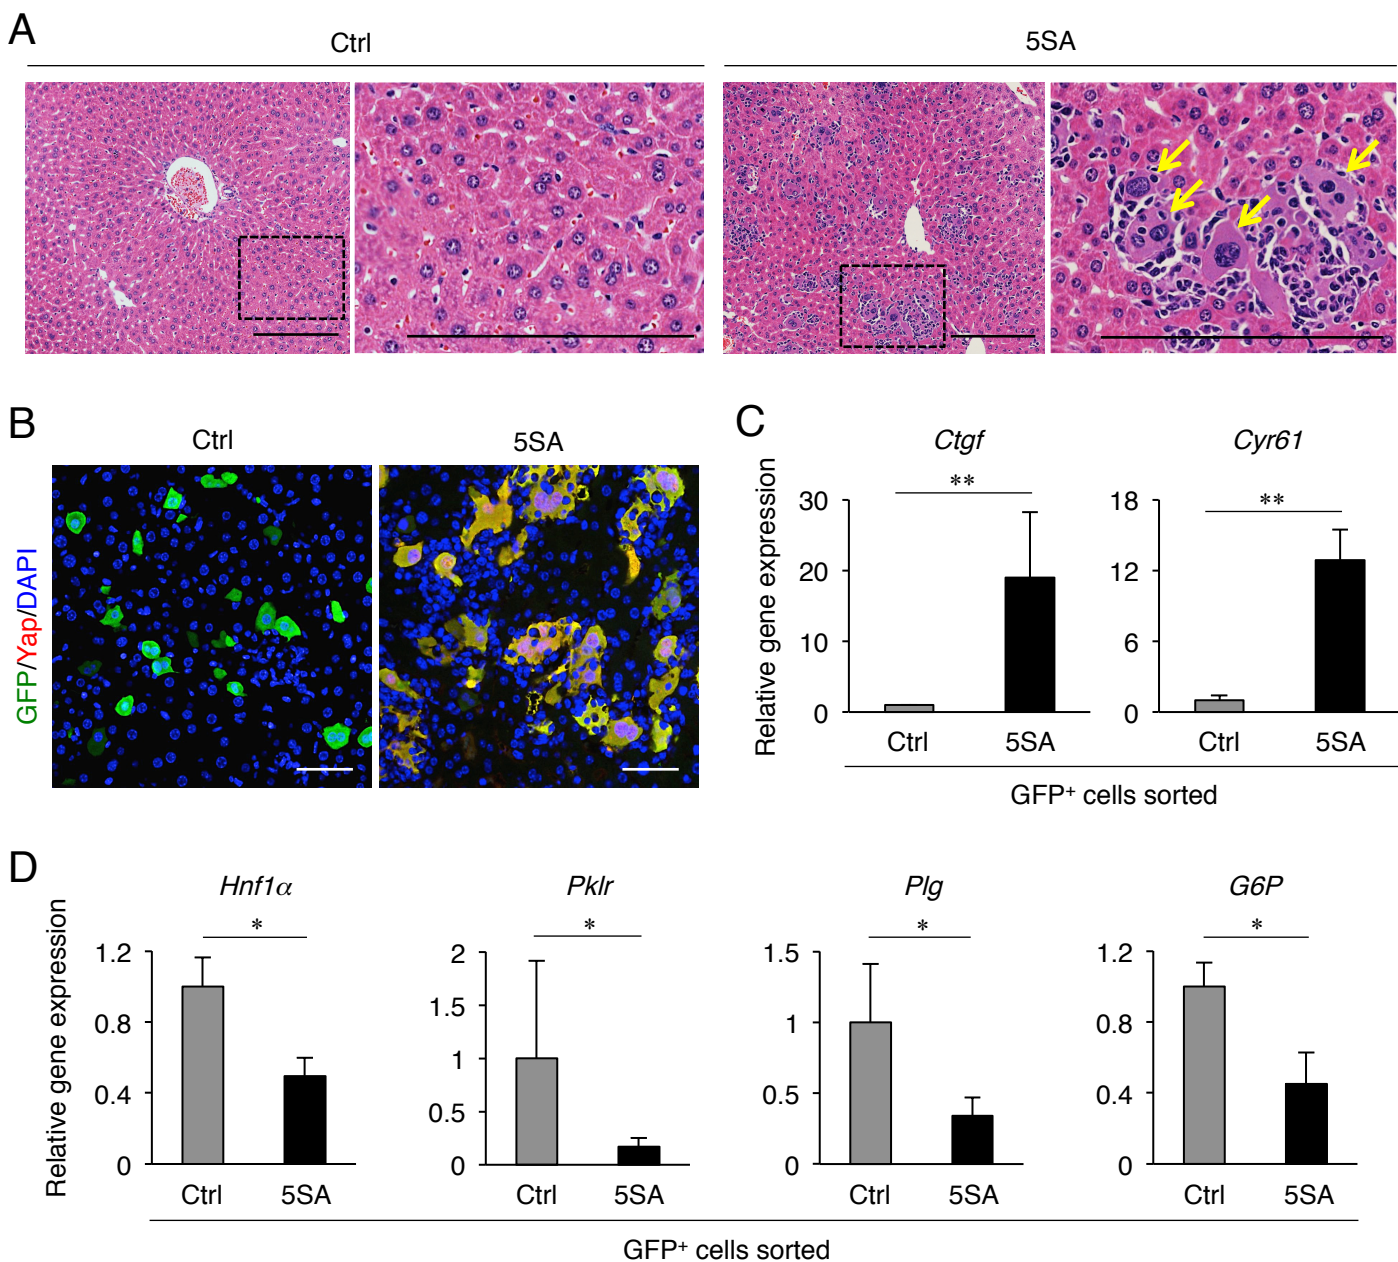 A
Ctrl
5SA
B
Ctrl
5SA
GFP/Yap/DAPI
C
Ctgf
Cyr61
Relative gene expression
**
**
30
20
10
0
18
12
6
0
Ctrl
5SA
Ctrl
5SA
GFP+ cells sorted
D
Hnf1α
Pklr
Plg
G6P
Relative gene expression
*
*
*
*
1.2
0.8
0.4
0
2
1.5
1
0.5
0
1.5
1
0.5
0
1.2
0.8
0.4
0
Ctrl
5SA
Ctrl
5SA
Ctrl
5SA
Ctrl
5SA
GFP+ cells sorted